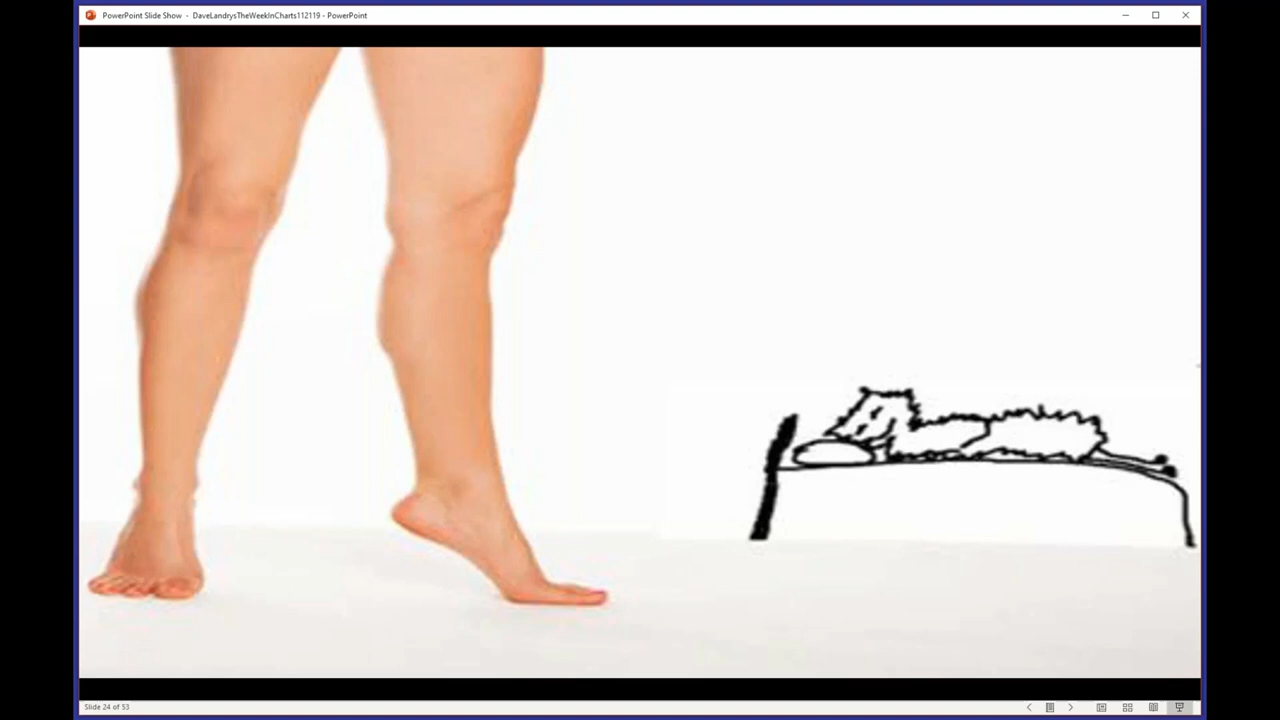 PowerPoint Slide Show - DaveLandrysTheWeekInCharts112119 - PowerPoint
Slide 24 of 53